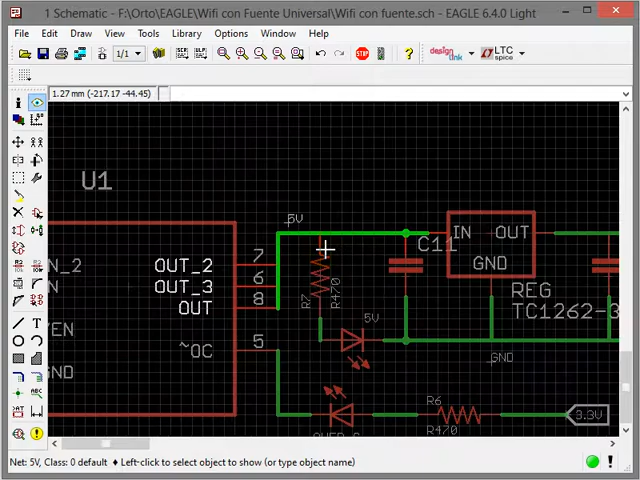 1 Schematic - F:\Orto\EAGLE\Wifi con Fuente Universal\Wifi con fuente.sch - EAGLE 6.4.0 Light
File Edit Draw View Tools Library Options Window Help
1/1
design link
LTC spice
1.27 mm (-217.17 -44.45)
U1
5V
IN OUT
C11
GND
N_2
OUT_2 7
OUT_3 6
OUT 8
R7
R470
REG
TC1262-3
5V
/EN
~OC 5
GND
GND
R6
R470
3.3V
Net: 5V, Class: 0 default ♦ Left-click to select object to show (or type object name)